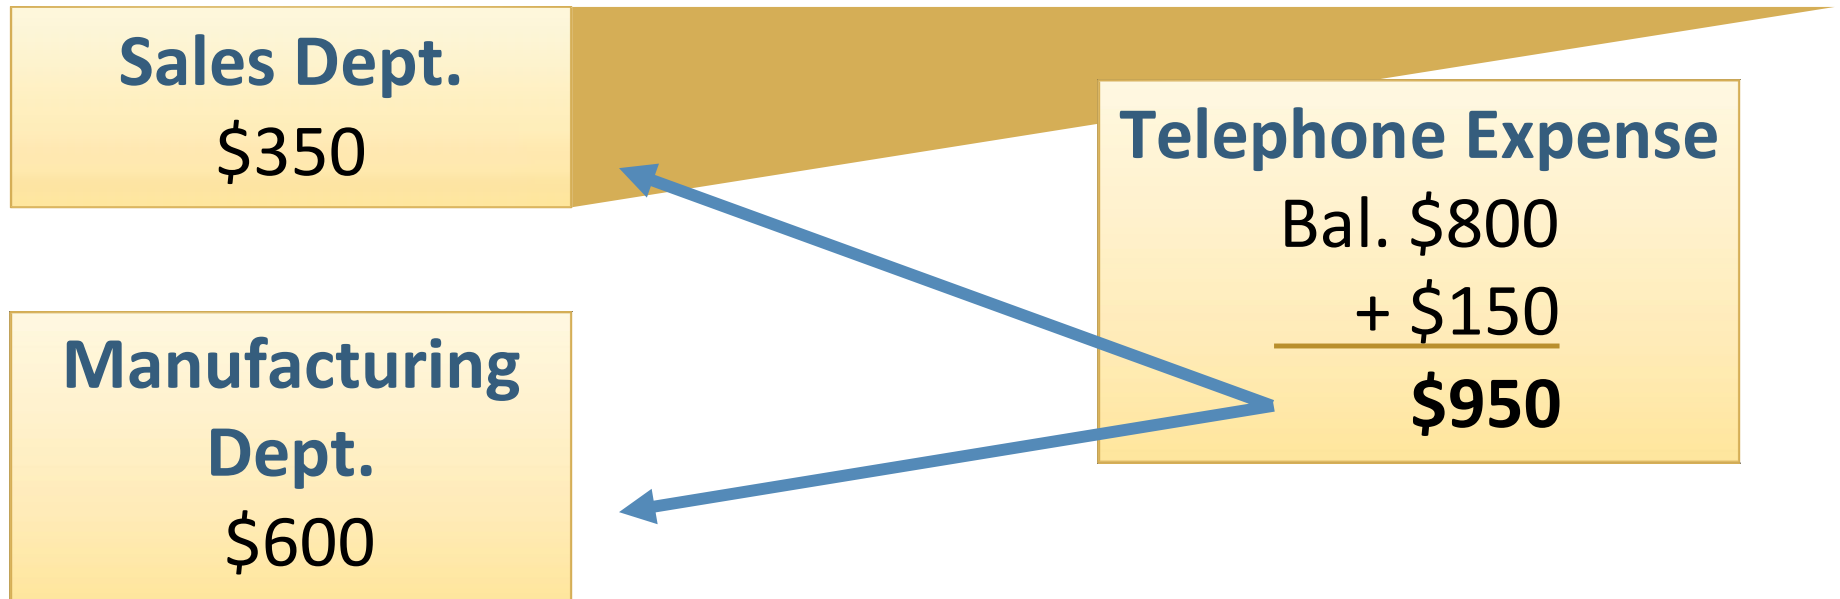 Sales Dept.
$350
Telephone Expense
Bal. $800
+ $150
$950
Manufacturing
Dept.
$600